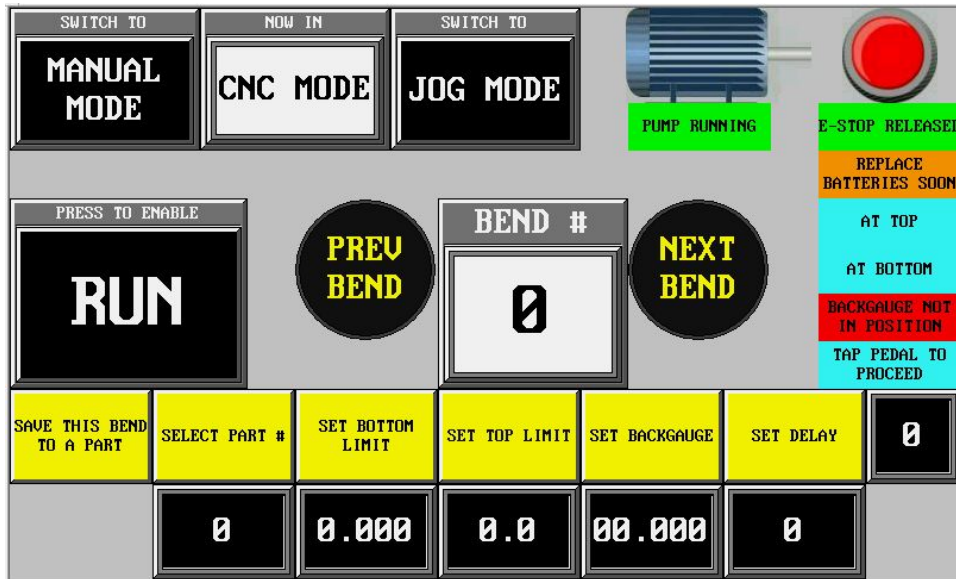 SWITCH TO
MANUAL
MODE
NOW IN
CNC MODE
SWITCH TO
JOG MODE
PUMP RUNNING
E-STOP RELEASED
REPLACE
BATTERIES SOON
PRESS TO ENABLE
RUN
PREV
BEND
BEND #
0
NEXT
BEND
AT TOP
AT BOTTOM
BACKGAUGE NOT
IN POSITION
TAP PEDAL TO
PROCEED
SAVE THIS BEND
TO A PART
SELECT PART #
SET BOTTOM
LIMIT
SET TOP LIMIT
SET BACKGAUGE
SET DELAY
0
0
0.000
0.0
00.000
0